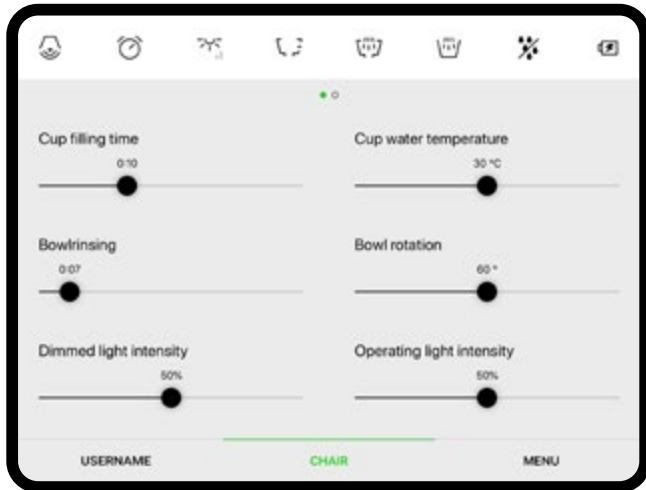 Cup filling time
0:10
Cup water temperature
30 °C
Bowlrinsing
0:07
Bowl rotation
60 °
Dimmed light intensity
50%
Operating light intensity
50%
USERNAME
CHAIR
MENU